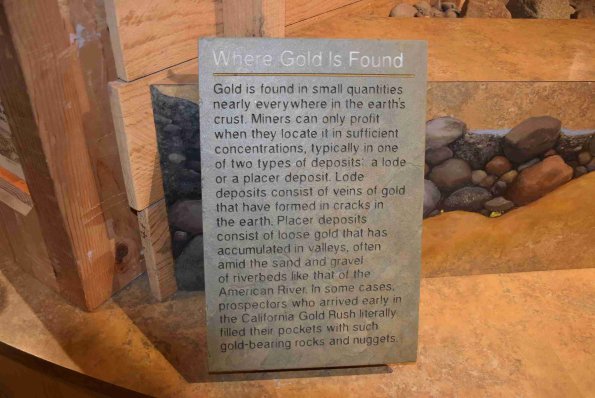 Where Gold Is Found
Gold is found in small quantities
nearly everywhere in the earth's
crust. Miners can only profit
when they locate it in sufficient
concentrations, typically in one
of two types of deposits: a lode
or a placer deposit. Lode
deposits consist of veins of gold
that have formed in cracks in
the earth. Placer deposits
consist of loose gold that has
accumulated in valleys, often
amid the sand and gravel
of riverbeds like that of the
American River. In some cases,
prospectors who arrived early in
the California Gold Rush literally
filled their pockets with such
gold-bearing rocks and nuggets.